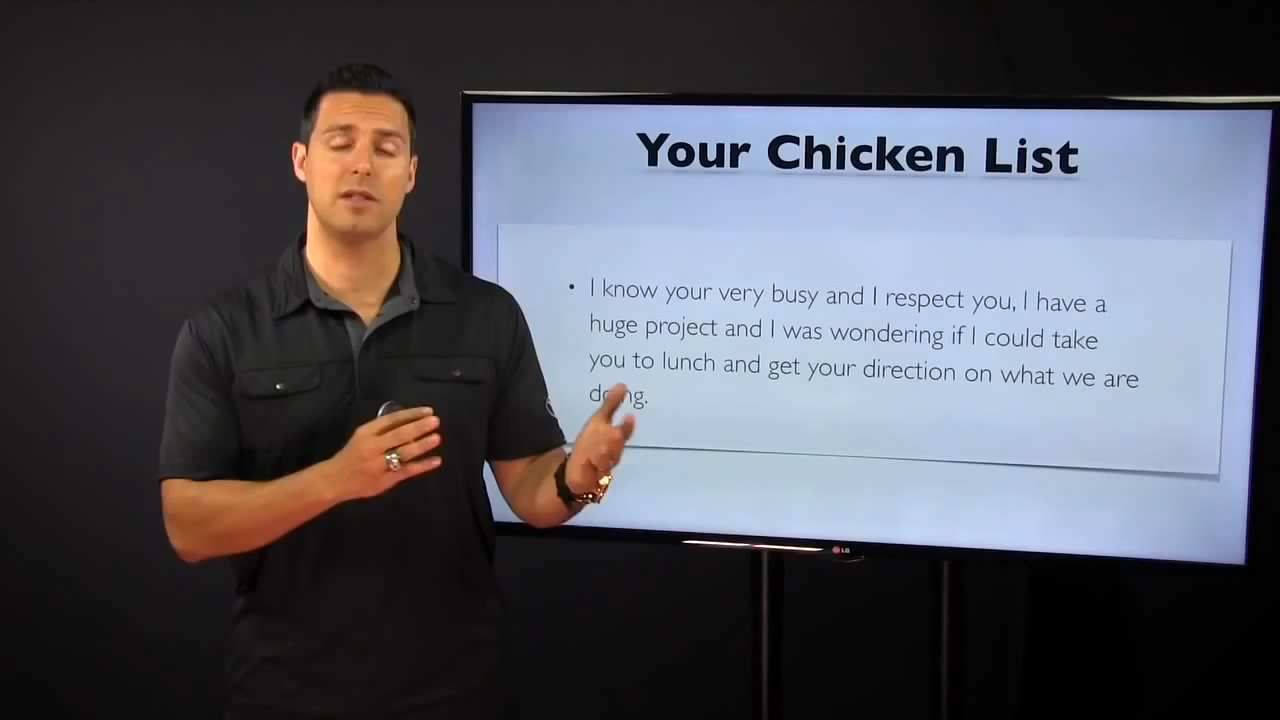 Your Chicken List
• I know your very busy and I respect you, I have a
huge project and I was wondering if I could take
you to lunch and get your direction on what we are
doing.
LG